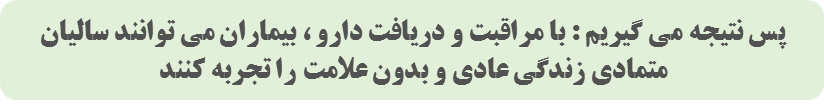 پس نتیجه می گیریم : با مراقبت و دریافت دارو ، بیماران می توانند سالیان
متمادی زندگی عادی و بدون علامت را تجربه کنند